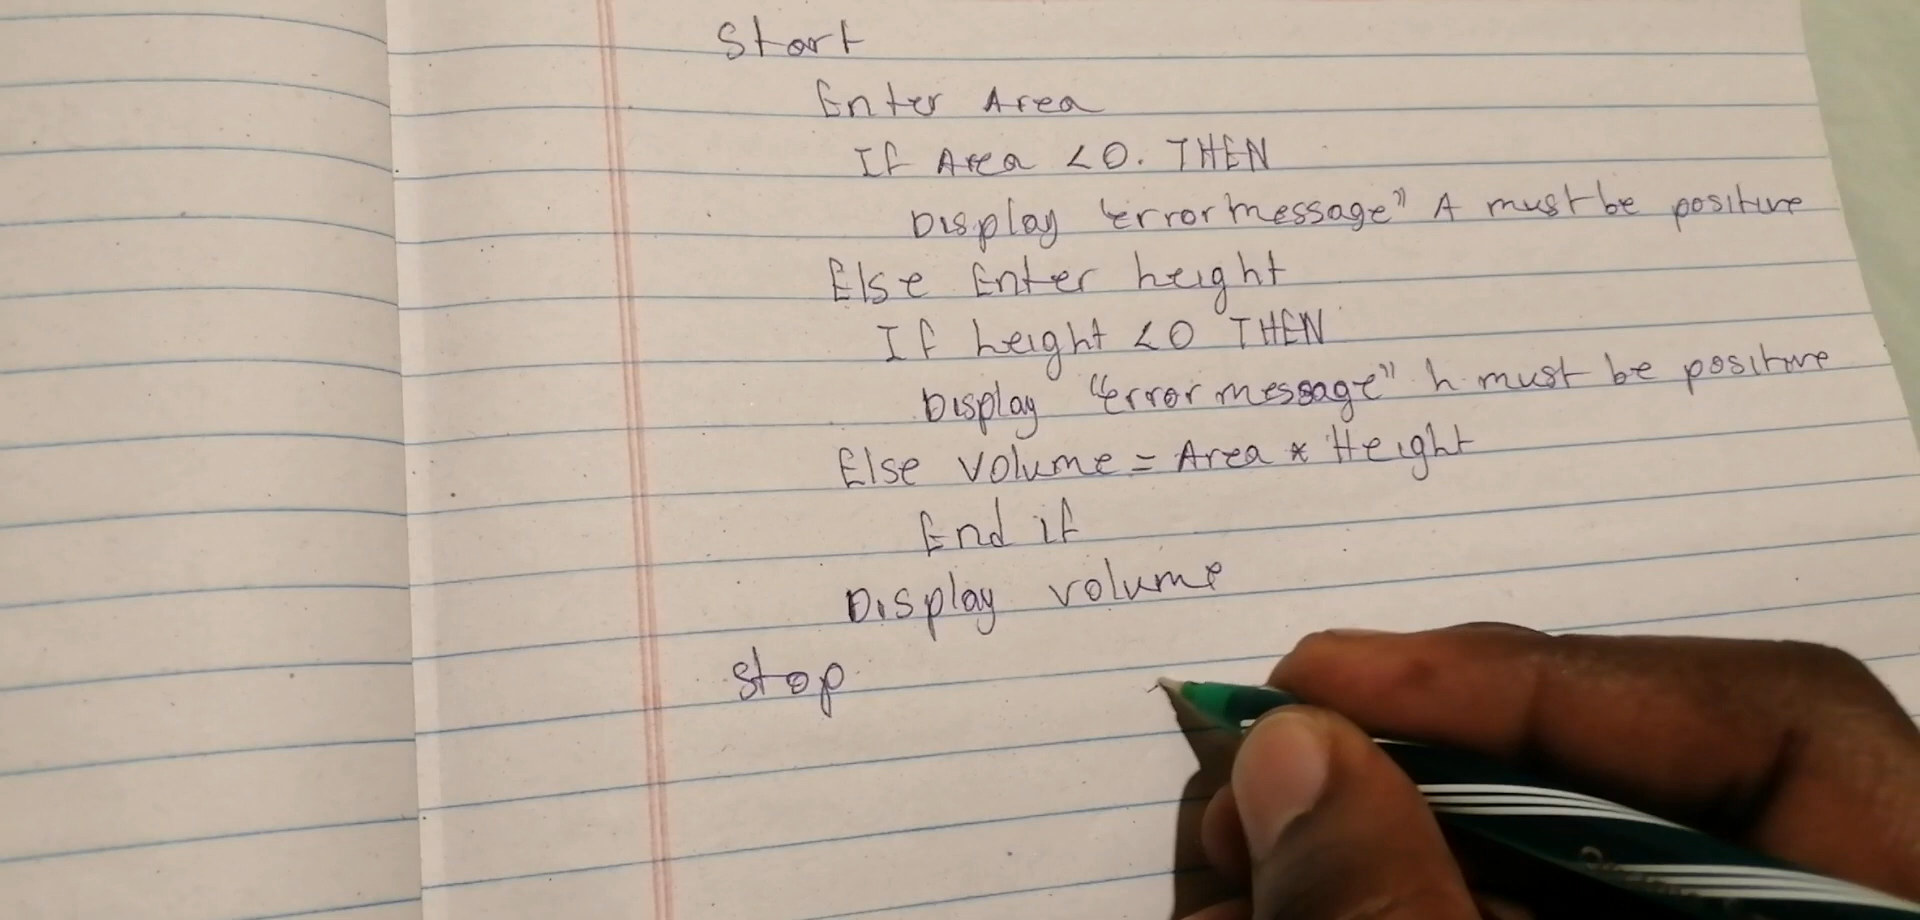 Start
Enter Area
If Area <0. THEN
Display "error message" A must be positive
Else Enter height
If height <0 THEN
Display "error message" h must be positive
Else volume = Area * Height
End if
Display volume
Stop